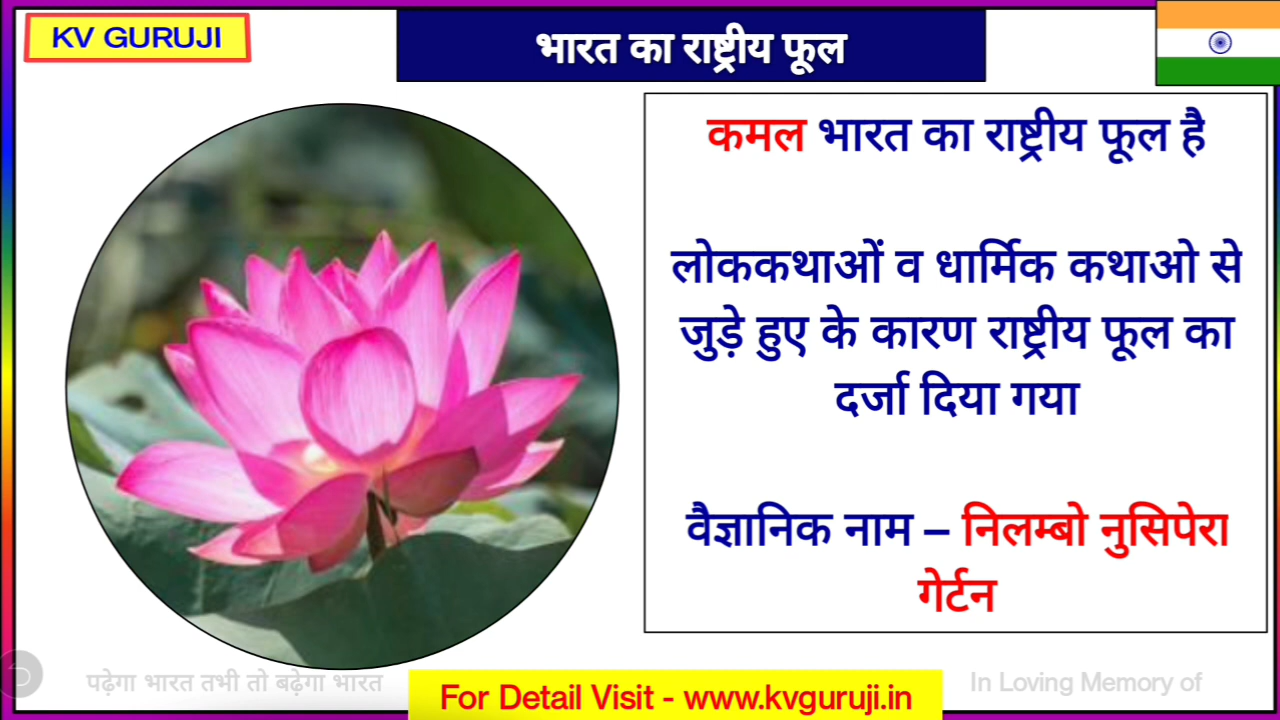 KV GURUJI
भारत का राष्ट्रीय फूल
कमल भारत का राष्ट्रीय फूल है
लोककथाओं व धार्मिक कथाओ से
जुड़े हुए के कारण राष्ट्रीय फूल का
दर्जा दिया गया
वैज्ञानिक नाम – निलम्बो नुसिपेरा
गेर्टन
पढ़ेगा भारत तभी तो बढ़ेगा भारत
For Detail Visit - www.kvguruji.in
In Loving Memory of